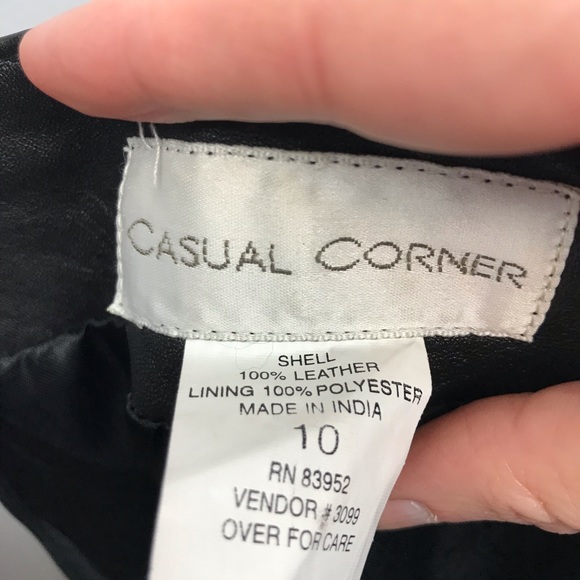 CASUAL CORNER
SHELL
100% LEATHER
LINING 100% POLYESTER
MADE IN INDIA
10
RN 83952
VENDOR # 3099
OVER FOR CARE